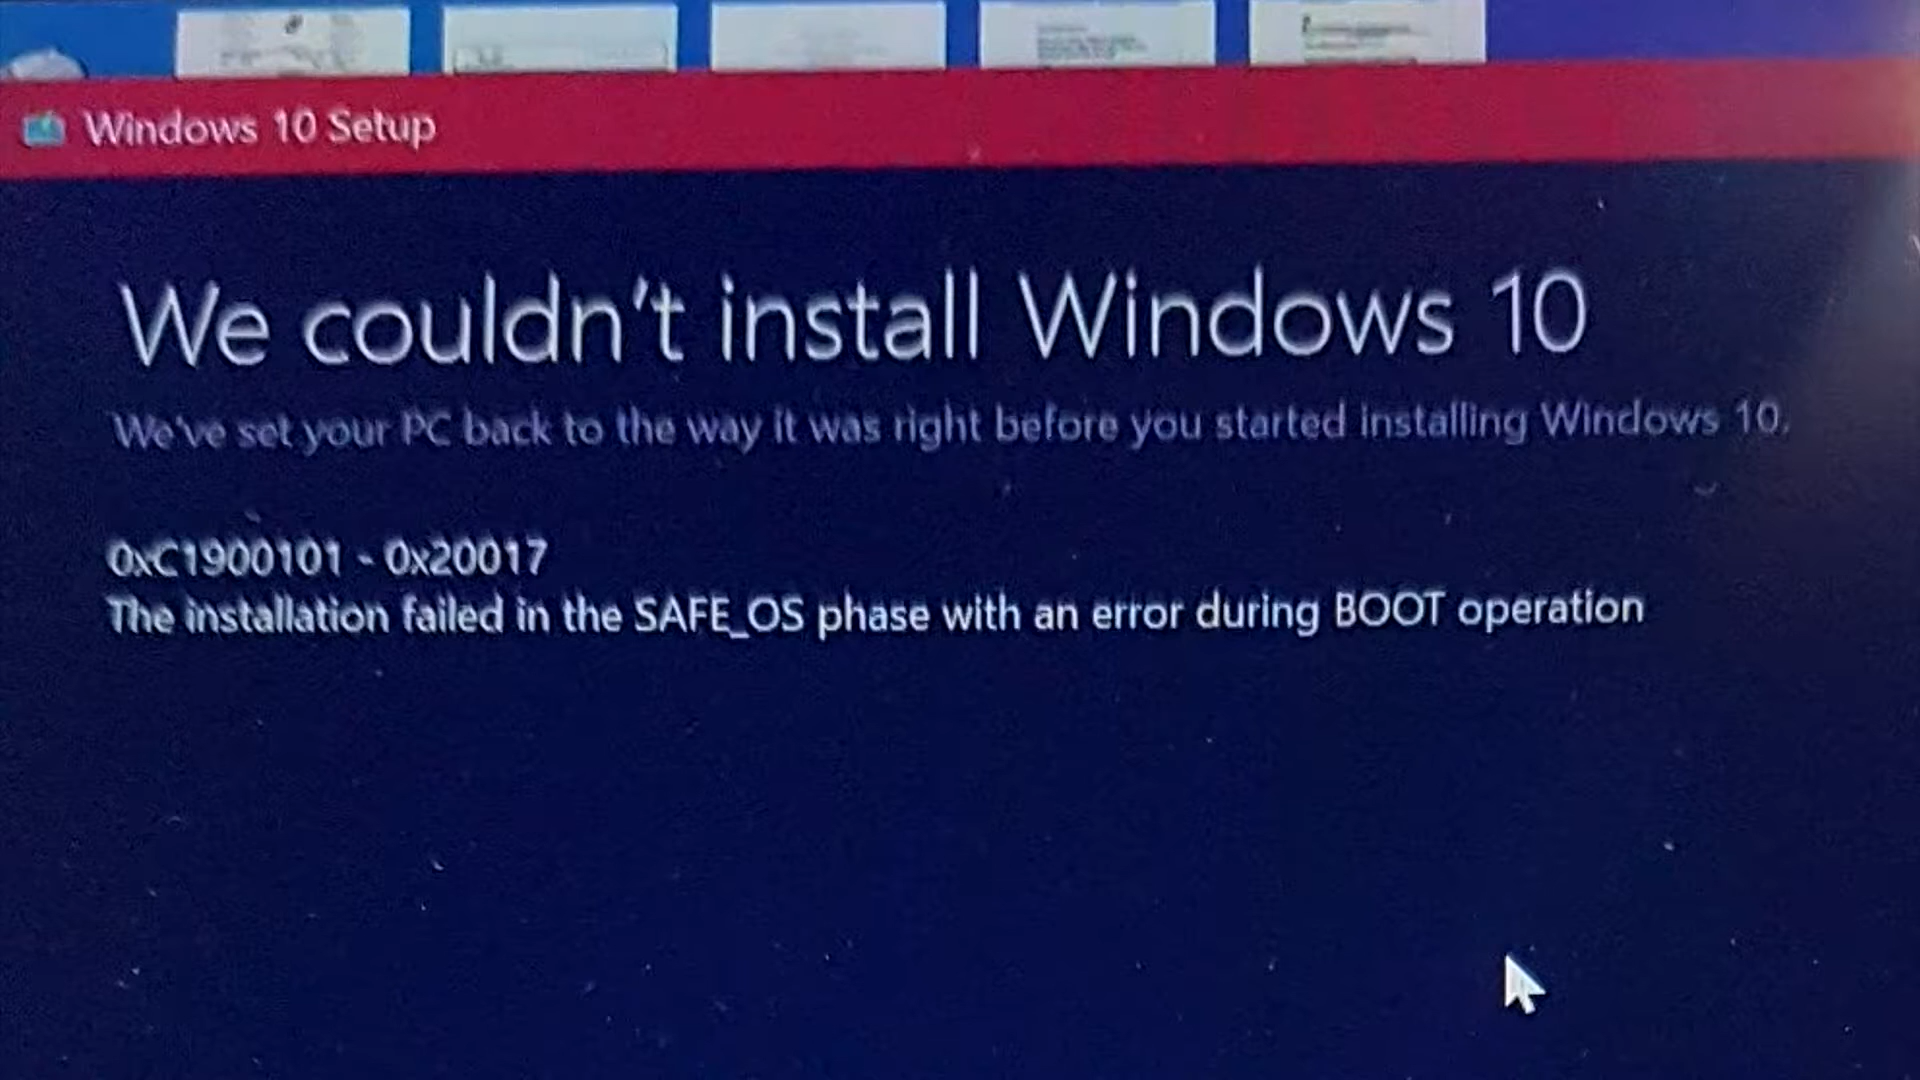 Windows 10 Setup
We couldn't install Windows 10
We've set your PC back to the way it was right before you started installing Windows 10.
0xC1900101 - 0x20017
The installation failed in the SAFE_OS phase with an error during BOOT operation